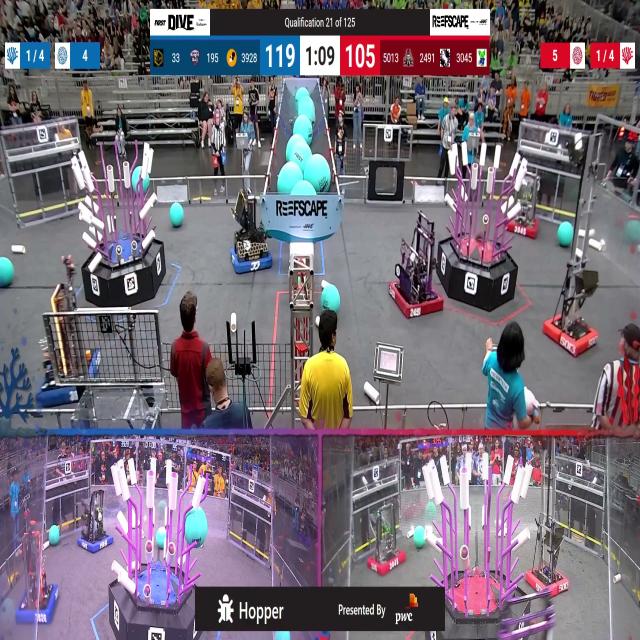 FIRST DIVE
Qualification 21 of 125
REEFSCAPE
1 / 4
4
33
195
3928
119
1:09
105
5013
2491
3045
5
1 / 4
REEFSCAPE
33
Hopper
Presented By
pwc